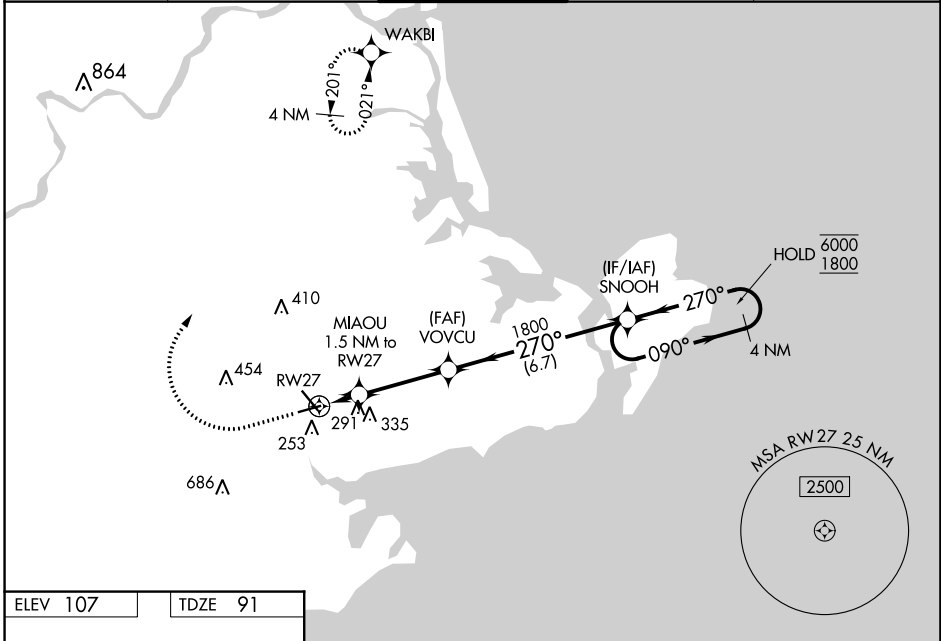 WAKBI
864
201°
021°
4 NM
HOLD 6000
1800
(IF/IAF)
SNOOH
270°
410
MIAOU
1.5 NM to
RW27
(FAF)
VOVCU
1800
270°
(6.7)
090°
4 NM
454
RW27
291
335
253
686
MSA RW27 25 NM
2500
ELEV 107
TDZE 91